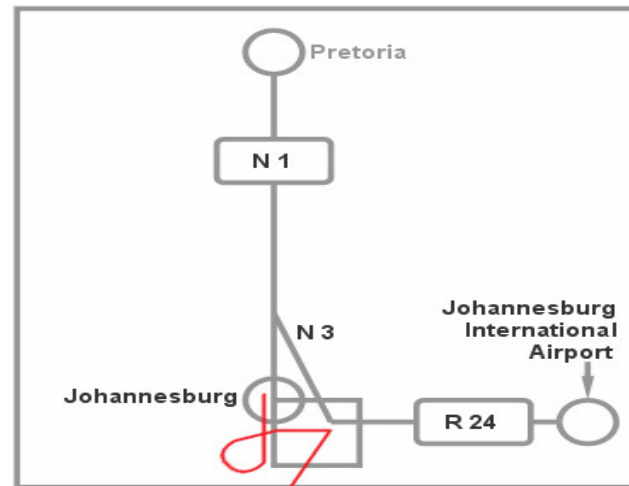 Pretoria
N 1
N 3
Johannesburg
International
Airport
Johannesburg
R 24